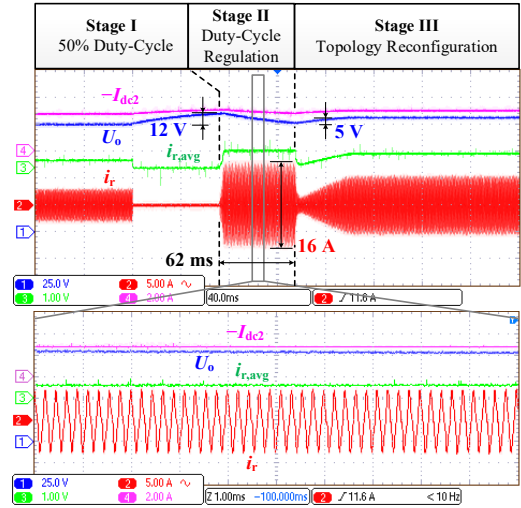 Stage I
50% Duty-Cycle
Stage II
Duty-Cycle
Regulation
Stage III
Topology Reconfiguration
−Idc2
12 V
5 V
Uo
ir,avg
4
3
ir
2
1
62 ms
16 A
1 25.0 V 2 5.00 A
3 1.00 V 4 2.00 A
40.0ms
2 11.6 A
−Idc2
Uo
4
ir,avg
3
2
1
ir
1 25.0 V 2 5.00 A
3 1.00 V 4 2.00 A
Z 1.00ms −100.000ms
2 11.6 A < 10 Hz